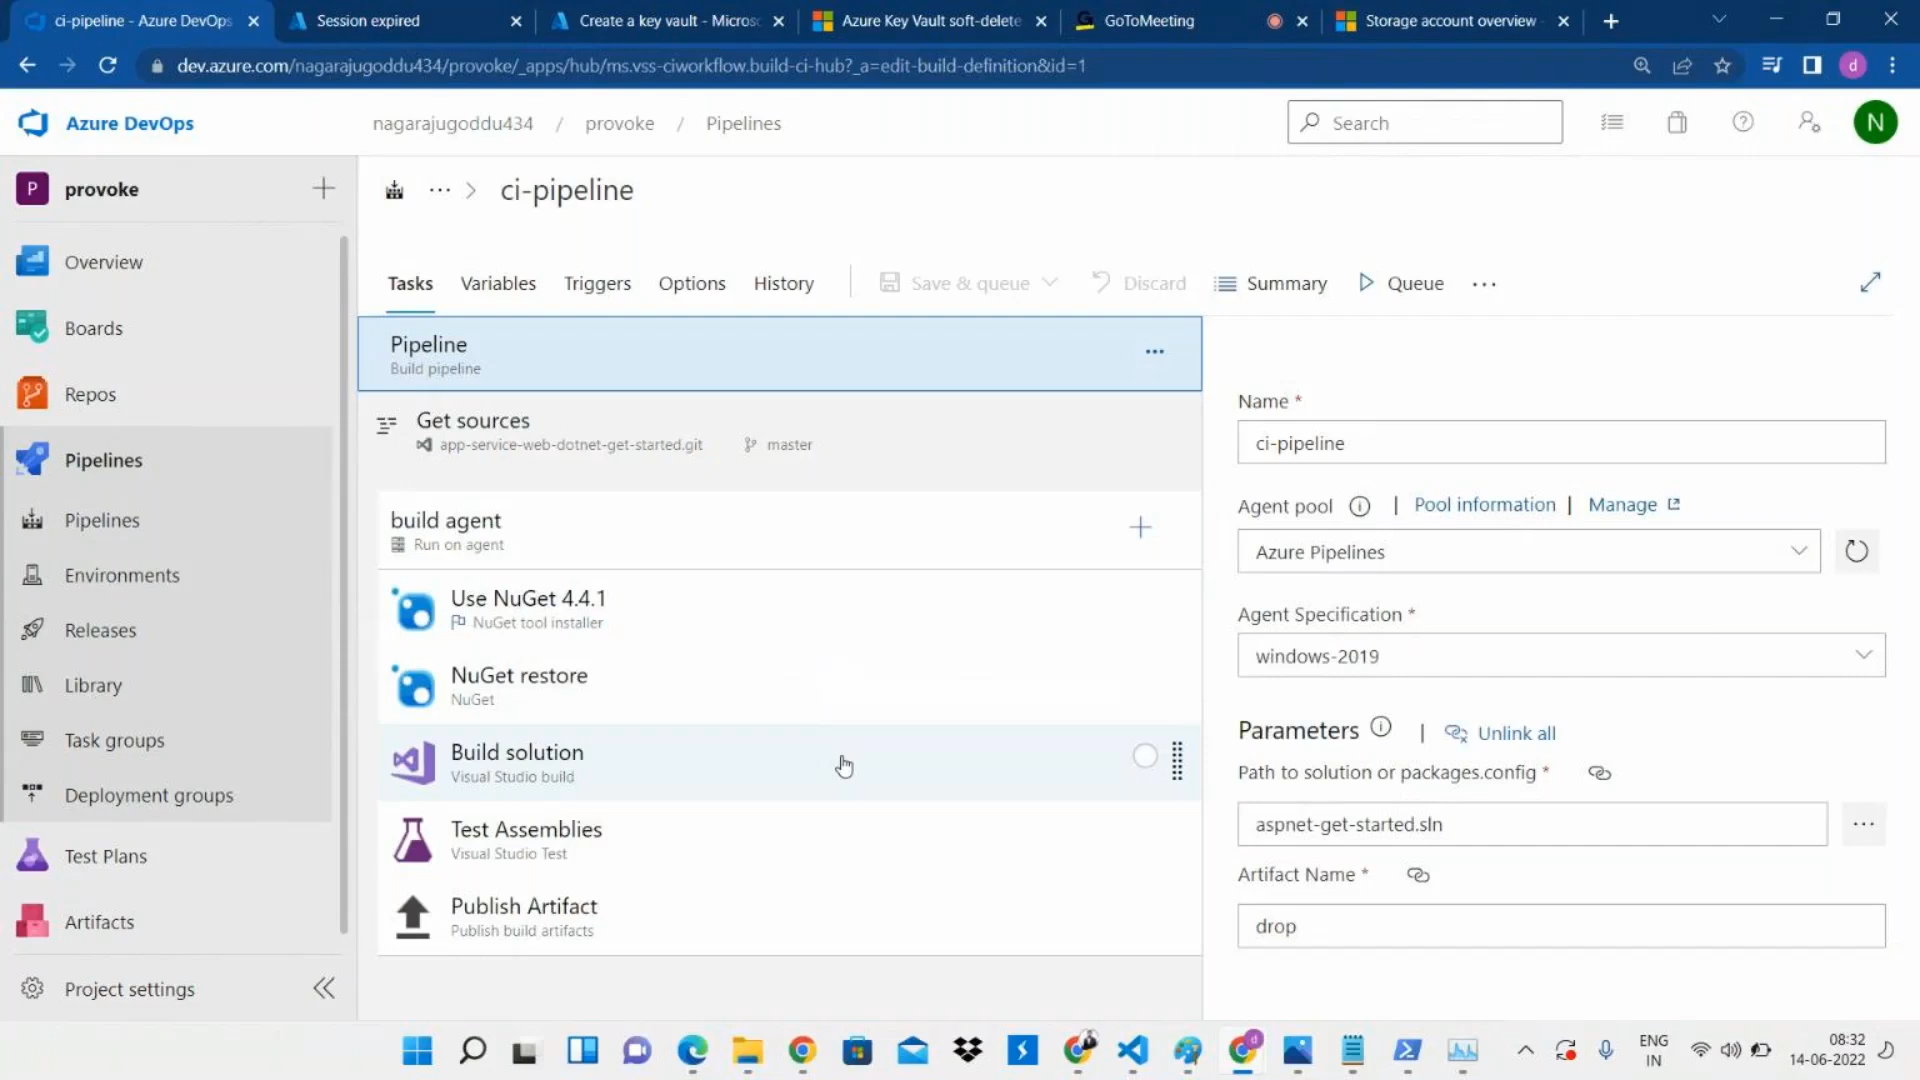 ci-pipeline - Azure DevOps
Session expired
Create a key vault - Micros
Azure Key Vault soft-delete
GoToMeeting
Storage account overview
dev.azure.com/nagarajugoddu434/provoke/_apps/hub/ms.vss-ciworkflow.build-ci-hub?_a=edit-build-definition&id=1
d
Azure DevOps
nagarajugoddu434 / provoke / Pipelines
Search
N
P provoke
ci-pipeline
Overview
Boards
Repos
Pipelines
Pipelines
Environments
Releases
Library
Task groups
Deployment groups
Test Plans
Artifacts
Project settings
Tasks Variables Triggers Options History Save & queue Discard Summary Queue
Pipeline
Build pipeline
Get sources
app-service-web-dotnet-get-started.git master
build agent
Run on agent
Use NuGet 4.4.1
NuGet tool installer
NuGet restore
NuGet
Build solution
Visual Studio build
Test Assemblies
Visual Studio Test
Publish Artifact
Publish build artifacts
Name *
ci-pipeline
Agent pool | Pool information | Manage
Azure Pipelines
Agent Specification *
windows-2019
Parameters | Unlink all
Path to solution or packages.config *
aspnet-get-started.sln
Artifact Name *
drop
ENG
IN
08:32
14-06-2022